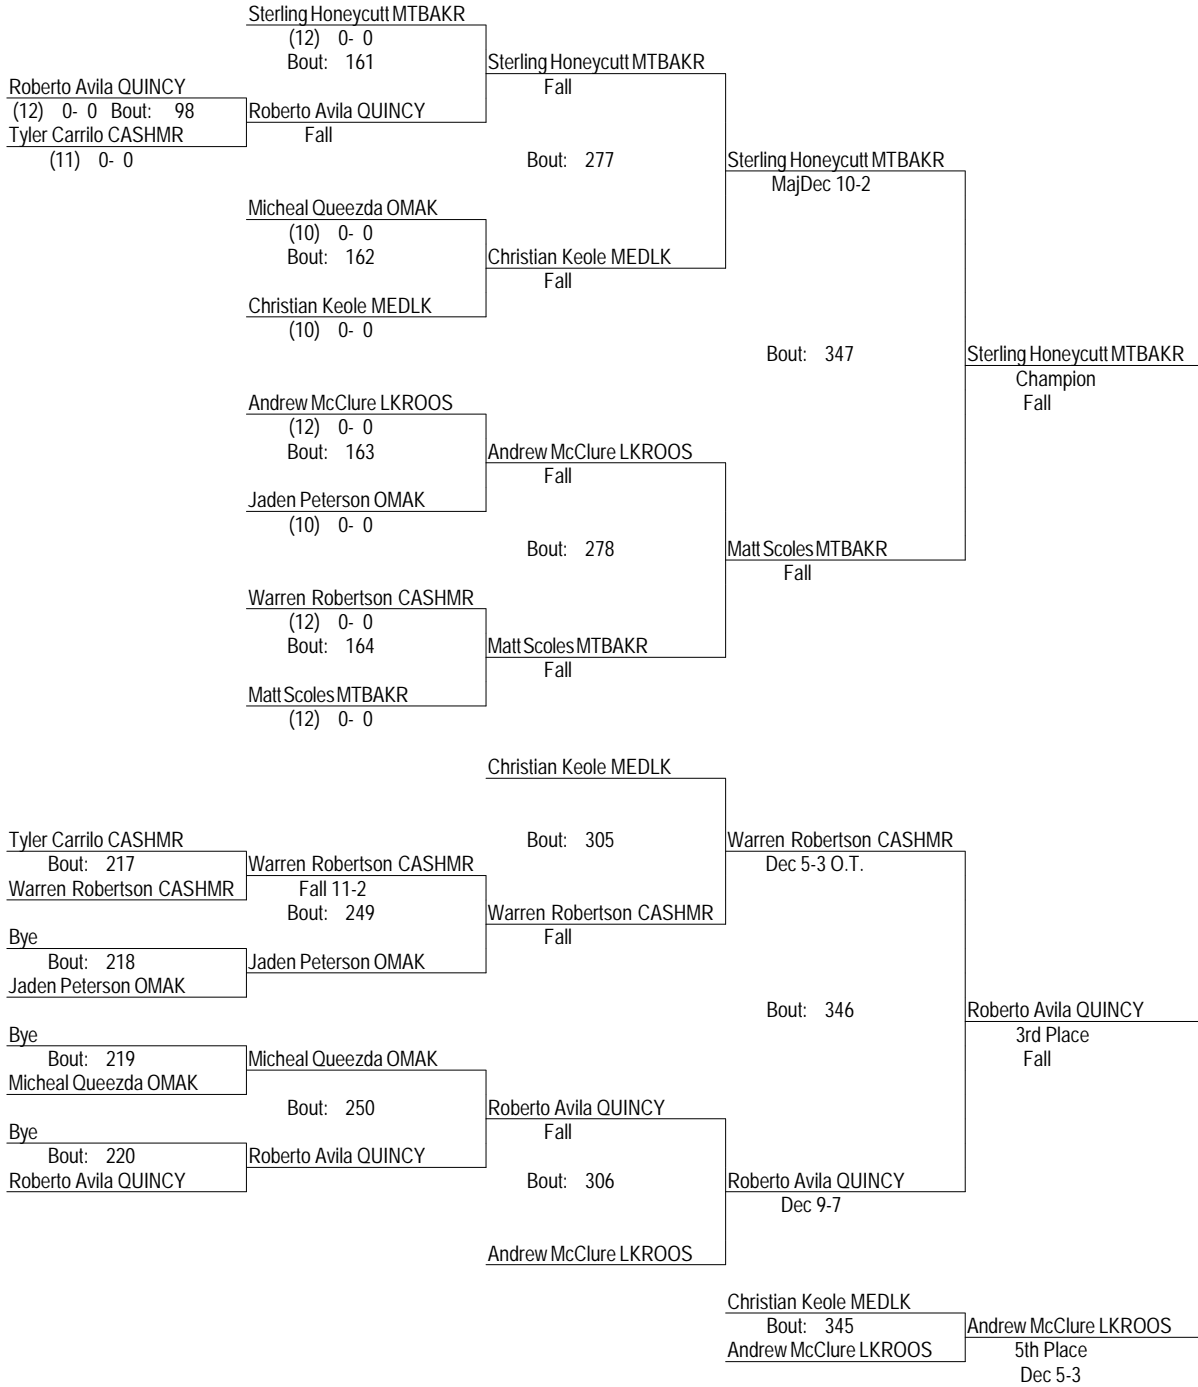 Sterling Honeycutt MTBAKR
(12) 0- 0
Bout: 161
Sterling Honeycutt MTBAKR
Fall
Roberto Avila QUINCY
(12) 0- 0 Bout: 98
Roberto Avila QUINCY
Tyler Carrilo CASHMR
Fall
(11) 0- 0
Bout: 277
Sterling Honeycutt MTBAKR
MajDec 10-2
Micheal Queezda OMAK
(10) 0- 0
Bout: 162
Christian Keole MEDLK
Fall
Christian Keole MEDLK
(10) 0- 0
Bout: 347
Sterling Honeycutt MTBAKR
Champion
Fall
Andrew McClure LKROOS
(12) 0- 0
Bout: 163
Andrew McClure LKROOS
Fall
Jaden Peterson OMAK
(10) 0- 0
Bout: 278
Matt Scoles MTBAKR
Fall
Warren Robertson CASHMR
(12) 0- 0
Bout: 164
Matt Scoles MTBAKR
Fall
Matt Scoles MTBAKR
(12) 0- 0
Christian Keole MEDLK
Bout: 305
Warren Robertson CASHMR
Dec 5-3 O.T.
Tyler Carrilo CASHMR
Bout: 217
Warren Robertson CASHMR
Warren Robertson CASHMR
Fall 11-2
Bout: 249
Warren Robertson CASHMR
Fall
Bye
Bout: 218
Jaden Peterson OMAK
Jaden Peterson OMAK
Bout: 346
Roberto Avila QUINCY
3rd Place
Fall
Bye
Bout: 219
Micheal Queezda OMAK
Micheal Queezda OMAK
Bout: 250
Roberto Avila QUINCY
Fall
Bye
Bout: 220
Roberto Avila QUINCY
Roberto Avila QUINCY
Bout: 306
Roberto Avila QUINCY
Dec 9-7
Andrew McClure LKROOS
Christian Keole MEDLK
Bout: 345
Andrew McClure LKROOS
Andrew McClure LKROOS
5th Place
Dec 5-3